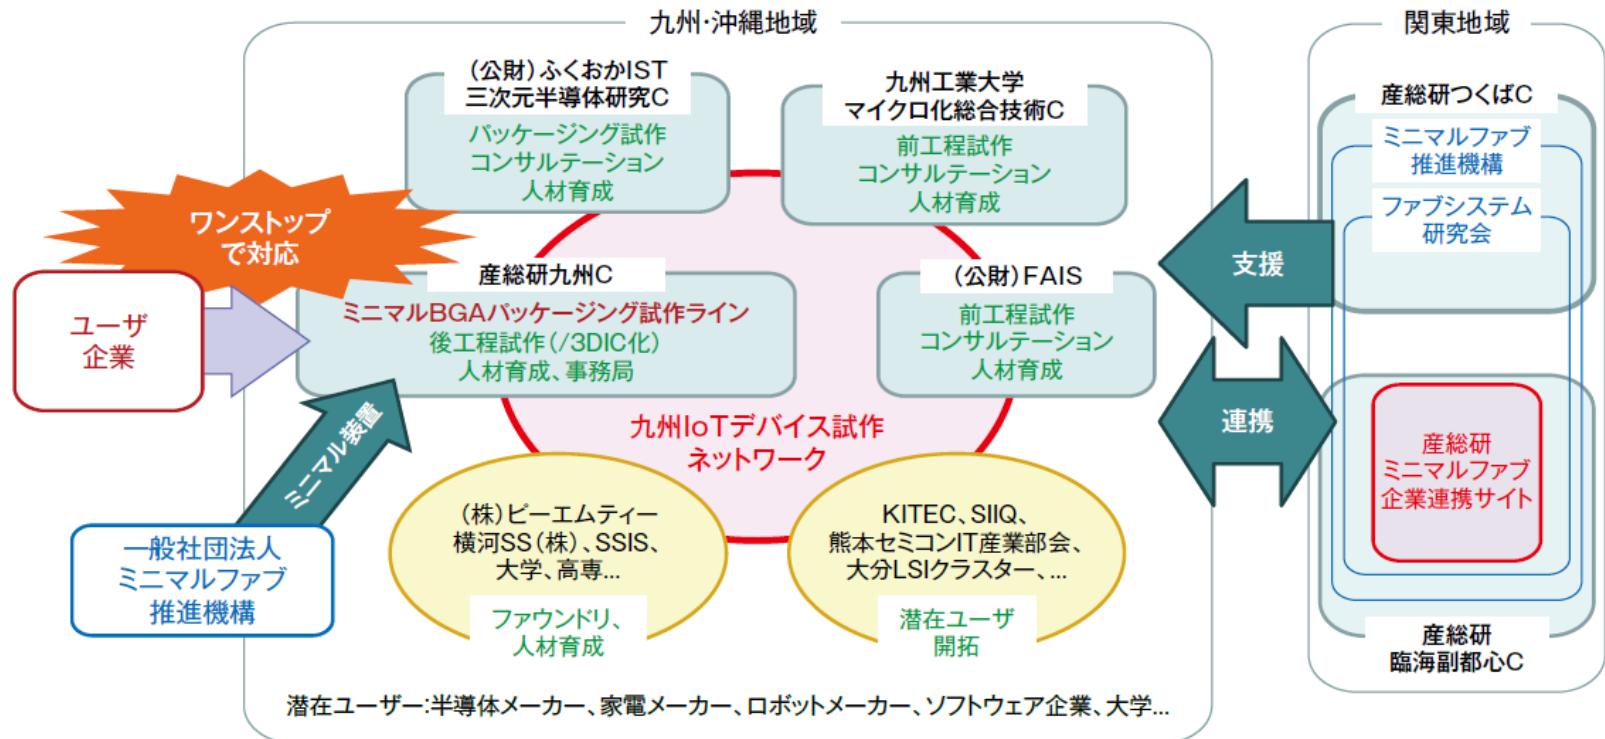 九州・沖縄地域
関東地域
(公財)ふくおかIST
三次元半導体研究C
パッケージング試作
コンサルテーション
人材育成
九州工業大学
マイクロ化総合技術C
前工程試作
コンサルテーション
人材育成
産総研つくばC
ミニマルファブ
推進機構
ファブシステム
研究会
ワンストップ
で対応
ユーザ
企業
産総研九州C
ミニマルBGAパッケージング試作ライン
後工程試作(/3DIC化)
人材育成、事務局
(公財)FAIS
前工程試作
コンサルテーション
人材育成
支援
連携
九州IoTデバイス試作
ネットワーク
ミニマル装置
一般社団法人
ミニマルファブ
推進機構
(株)ピーエムティー
横河SS(株)、SSIS、
大学、高専...
ファウンドリ、
人材育成
KITEC、SIIQ、
熊本セミコンIT産業部会、
大分LSIクラスター、...
潜在ユーザ
開拓
産総研
ミニマルファブ
企業連携サイト
産総研
臨海副都心C
潜在ユーザー:半導体メーカー、家電メーカー、ロボットメーカー、ソフトウェア企業、大学...